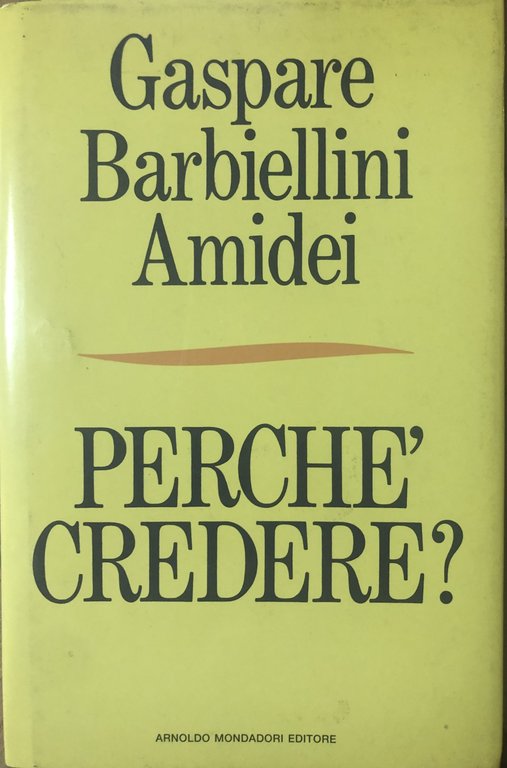 Gaspare
Barbiellini
Amidei
PERCHE'
CREDERE?
ARNOLDO MONDADORI EDITORE